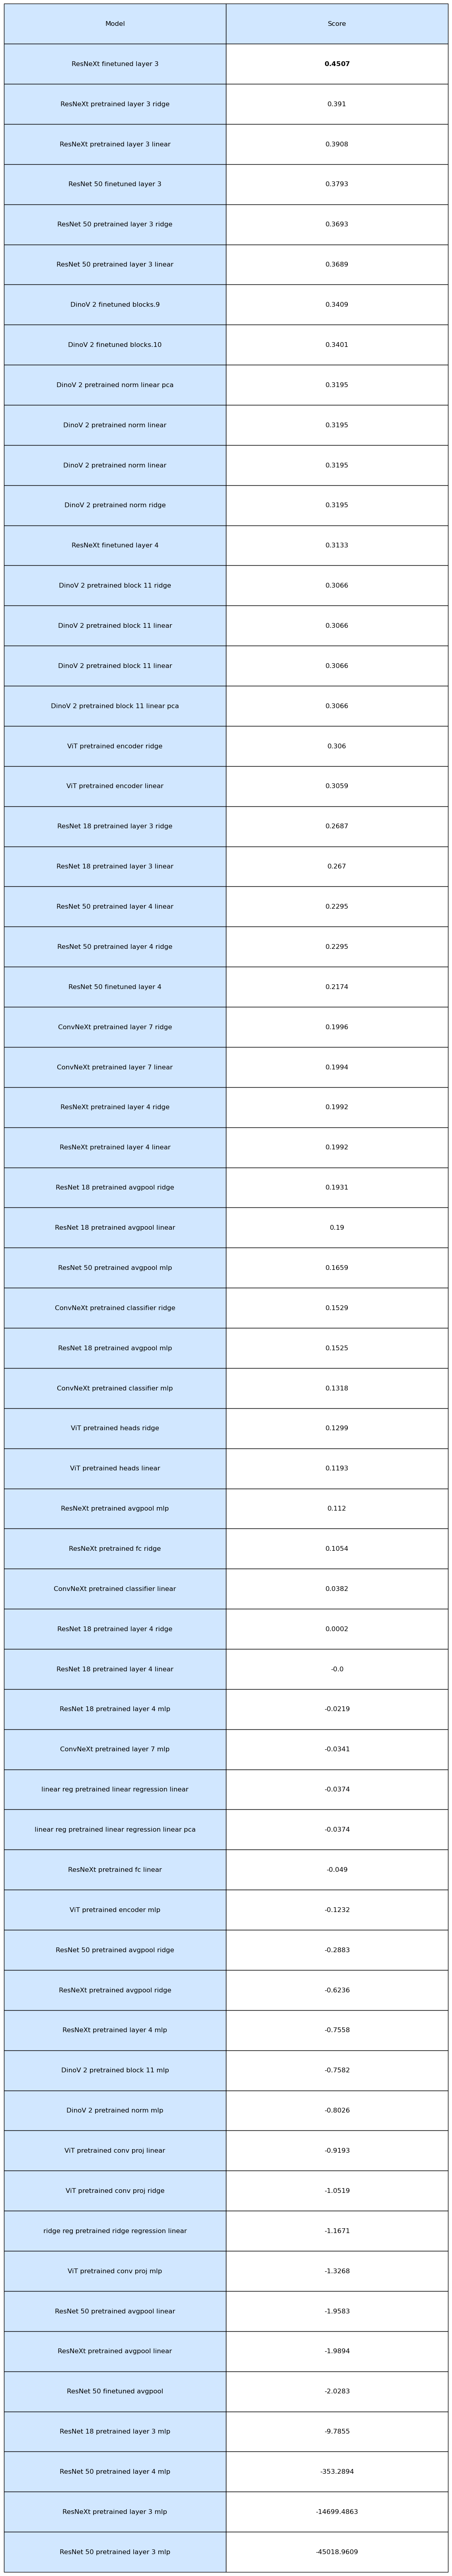 Model Score
ResNeXt finetuned layer 3 0.4507
ResNeXt pretrained layer 3 ridge 0.391
ResNeXt pretrained layer 3 linear 0.3908
ResNet 50 finetuned layer 3 0.3793
ResNet 50 pretrained layer 3 ridge 0.3693
ResNet 50 pretrained layer 3 linear 0.3689
DinoV 2 finetuned blocks.9 0.3409
DinoV 2 finetuned blocks.10 0.3401
DinoV 2 pretrained norm linear pca 0.3195
DinoV 2 pretrained norm linear 0.3195
DinoV 2 pretrained norm linear 0.3195
DinoV 2 pretrained norm ridge 0.3195
ResNeXt finetuned layer 4 0.3133
DinoV 2 pretrained block 11 ridge 0.3066
DinoV 2 pretrained block 11 linear 0.3066
DinoV 2 pretrained block 11 linear 0.3066
DinoV 2 pretrained block 11 linear pca 0.3066
ViT pretrained encoder ridge 0.306
ViT pretrained encoder linear 0.3059
ResNet 18 pretrained layer 3 ridge 0.2687
ResNet 18 pretrained layer 3 linear 0.267
ResNet 50 pretrained layer 4 linear 0.2295
ResNet 50 pretrained layer 4 ridge 0.2295
ResNet 50 finetuned layer 4 0.2174
ConvNeXt pretrained layer 7 ridge 0.1996
ConvNeXt pretrained layer 7 linear 0.1994
ResNeXt pretrained layer 4 ridge 0.1992
ResNeXt pretrained layer 4 linear 0.1992
ResNet 18 pretrained avgpool ridge 0.1931
ResNet 18 pretrained avgpool linear 0.19
ResNet 50 pretrained avgpool mlp 0.1659
ConvNeXt pretrained classifier ridge 0.1529
ResNet 18 pretrained avgpool mlp 0.1525
ConvNeXt pretrained classifier mlp 0.1318
ViT pretrained heads ridge 0.1299
ViT pretrained heads linear 0.1193
ResNeXt pretrained avgpool mlp 0.112
ResNeXt pretrained fc ridge 0.1054
ConvNeXt pretrained classifier linear 0.0382
ResNet 18 pretrained layer 4 ridge 0.0002
ResNet 18 pretrained layer 4 linear -0.0
ResNet 18 pretrained layer 4 mlp -0.0219
ConvNeXt pretrained layer 7 mlp -0.0341
linear reg pretrained linear regression linear -0.0374
linear reg pretrained linear regression linear pca -0.0374
ResNeXt pretrained fc linear -0.049
ViT pretrained encoder mlp -0.1232
ResNet 50 pretrained avgpool ridge -0.2883
ResNeXt pretrained avgpool ridge -0.6236
ResNeXt pretrained layer 4 mlp -0.7558
DinoV 2 pretrained block 11 mlp -0.7582
DinoV 2 pretrained norm mlp -0.8026
ViT pretrained conv proj linear -0.9193
ViT pretrained conv proj ridge -1.0519
ridge reg pretrained ridge regression linear -1.1671
ViT pretrained conv proj mlp -1.3268
ResNet 50 pretrained avgpool linear -1.9583
ResNeXt pretrained avgpool linear -1.9894
ResNet 50 finetuned avgpool -2.0283
ResNet 18 pretrained layer 3 mlp -9.7855
ResNet 50 pretrained layer 4 mlp -353.2894
ResNeXt pretrained layer 3 mlp -14699.4863
ResNet 50 pretrained layer 3 mlp -45018.9609